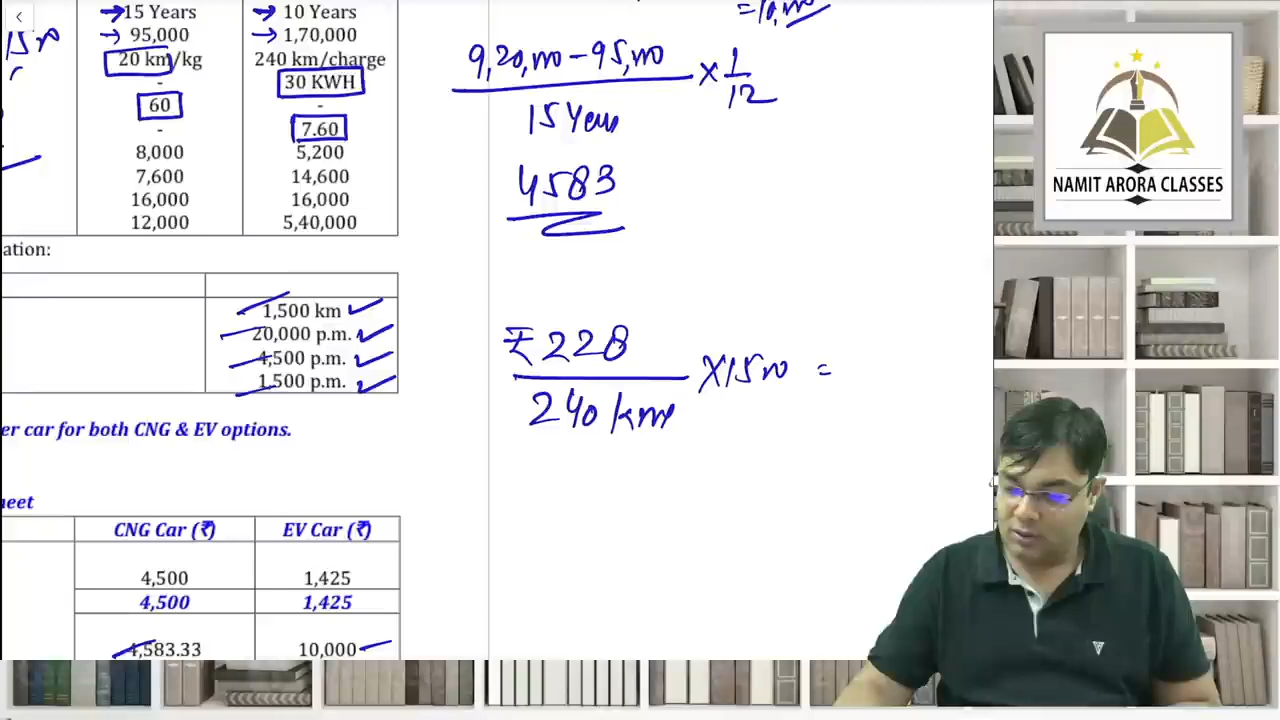 →15 Years →10 Years
→ 95,000 → 1,70,000
20 km/kg 240 km/charge
- 30 KWH
60 -
- 7.60
8,000 5,200
7,600 14,600
16,000 16,000
12,000 5,40,000
ation:
1,500 km ✓
20,000 p.m. ✓
4,500 p.m. ✓
1,500 p.m. ✓
er car for both CNG & EV options.
heet
CNG Car (₹) EV Car (₹)
4,500 1,425
4,500 1,425
4,583.33 10,000
9,20,000 - 95,000 × 1
15 Years 12
4583
₹228 × 1500 =
240 km
NAMIT ARORA CLASSES